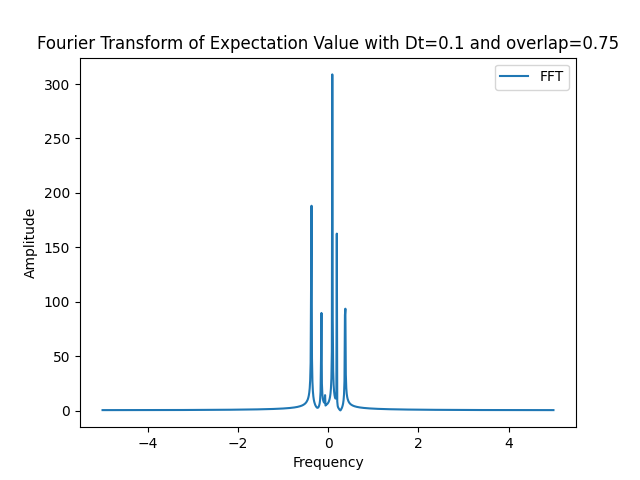 Fourier Transform of Expectation Value with Dt=0.1 and overlap=0.75
FFT
300
250
200
150
100
50
0
Amplitude
−4 −2 0 2 4
Frequency